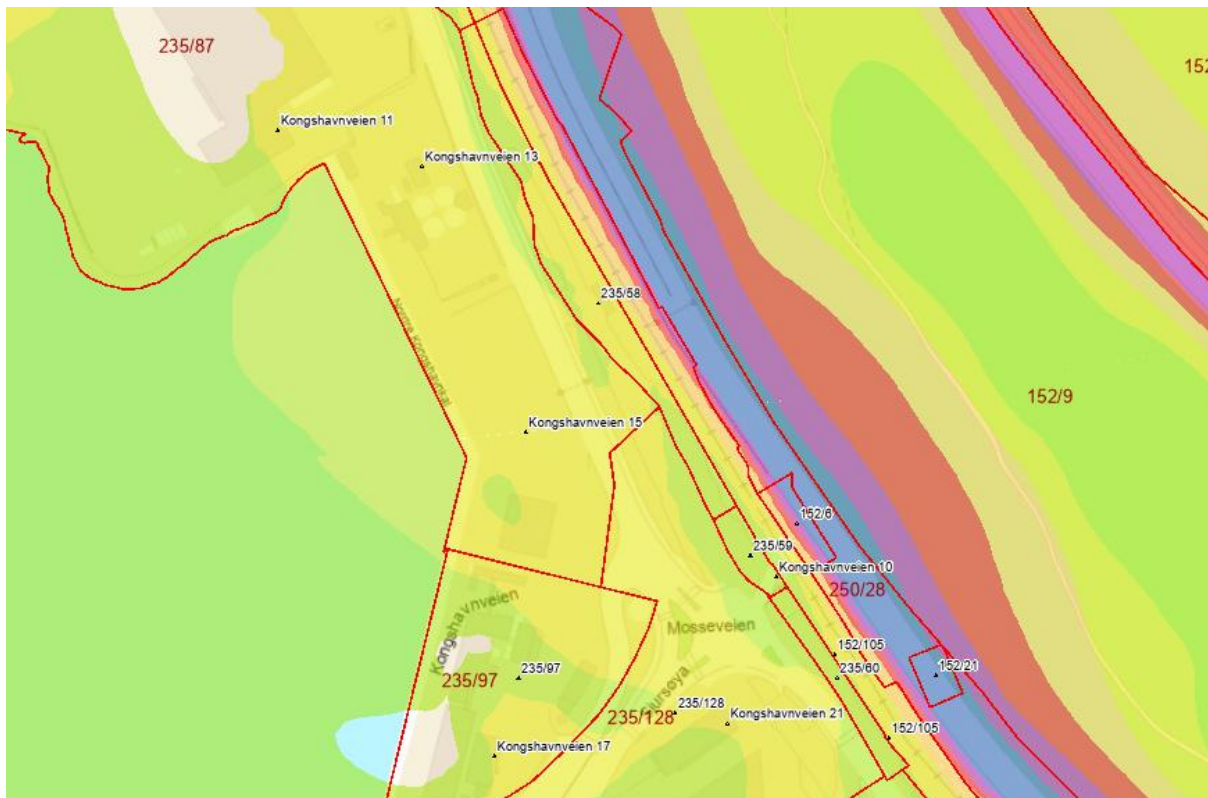 235/87
152
Kongshavnveien 11
Kongshavnveien 13
235/58
152/9
Kongshavnveien 15
152/6
235/59
Kongshavnveien 10
250/28
Kongshavnveien
Mosseveien
152/105
235/60
152/21
235/97
235/97
235/128
235/128
Kongshavnveien 21
152/105
Kongshavnveien 17